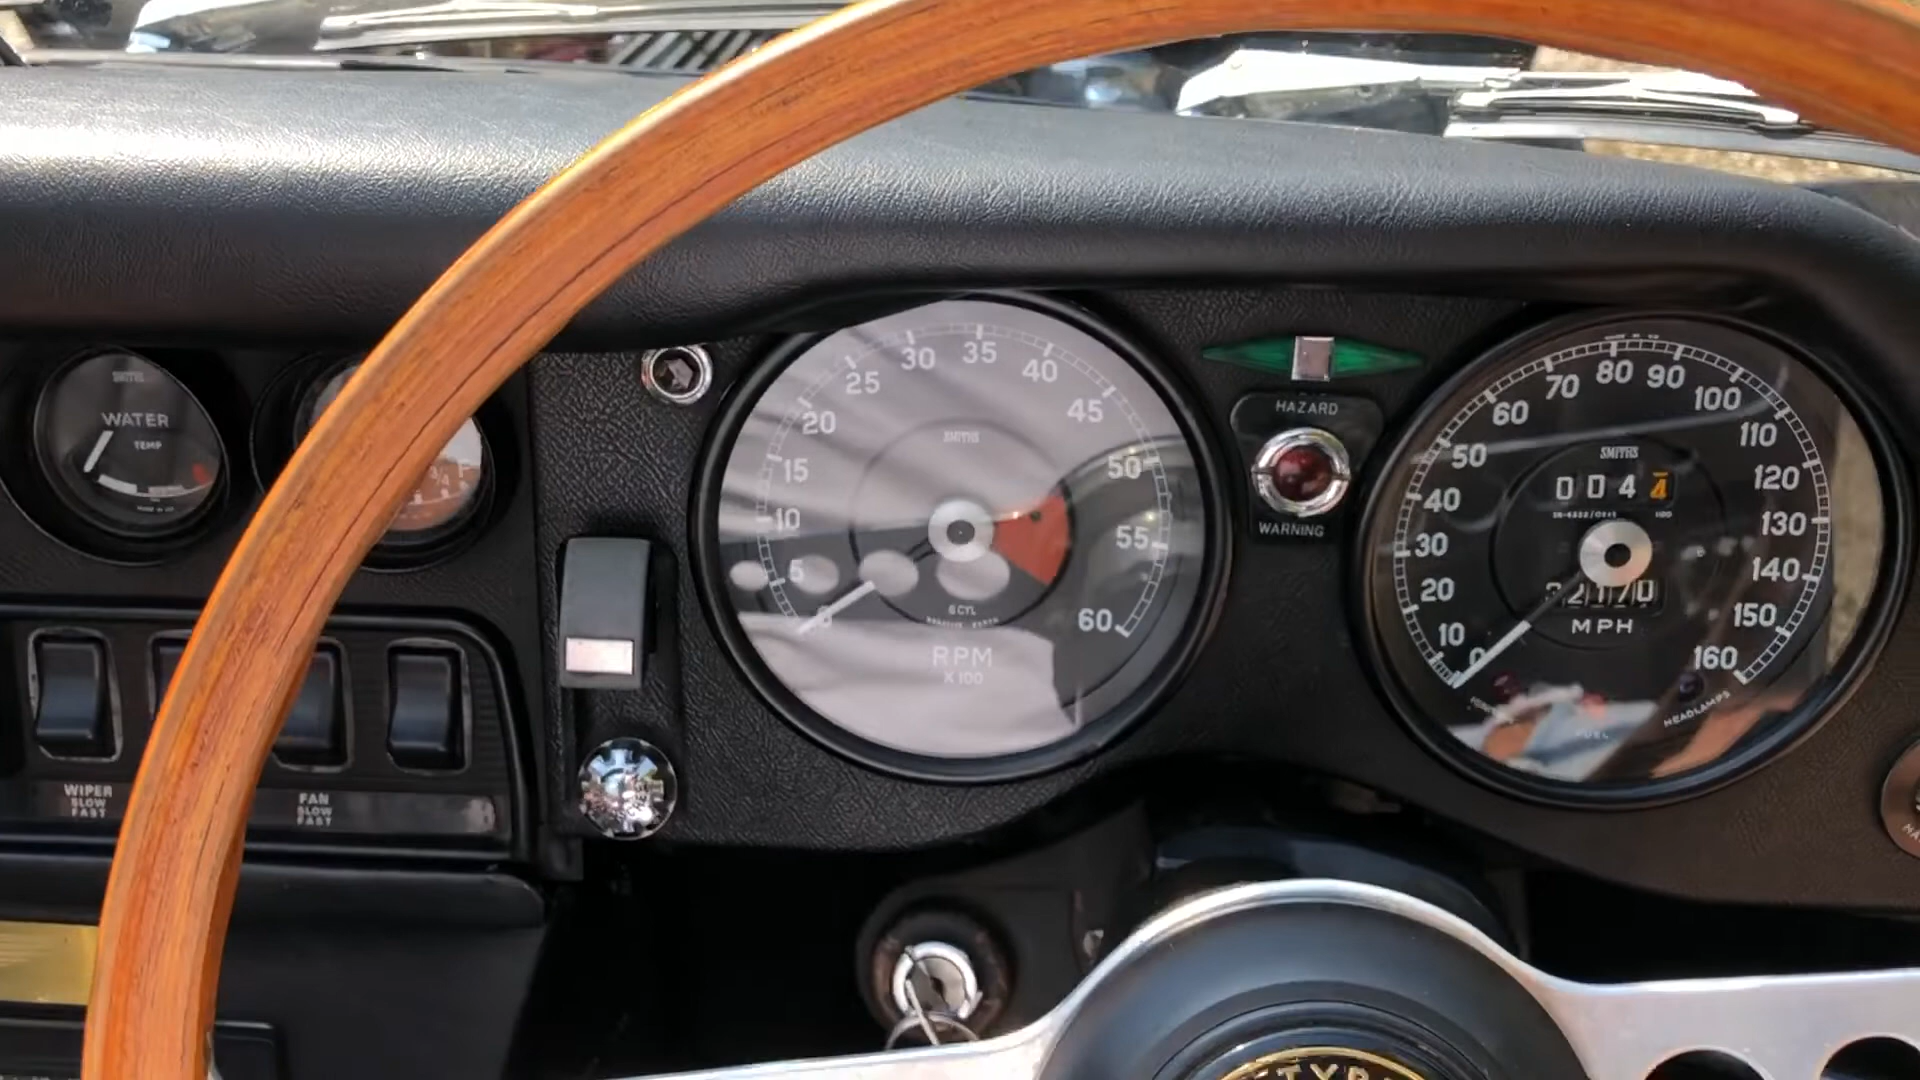 WATER
TEMP
F
WIPER
SLOW
FAST
FAN
SLOW
FAST
SMITHS
0
5
10
15
20
25
30
35
40
45
50
55
60
6 CYL
RPM
X 100
HAZARD
WARNING
SMITHS
0 0 4 4
0
10
20
30
40
50
60
70
80
90
100
110
120
130
140
150
160
MPH
FUEL
HEADLAMPS